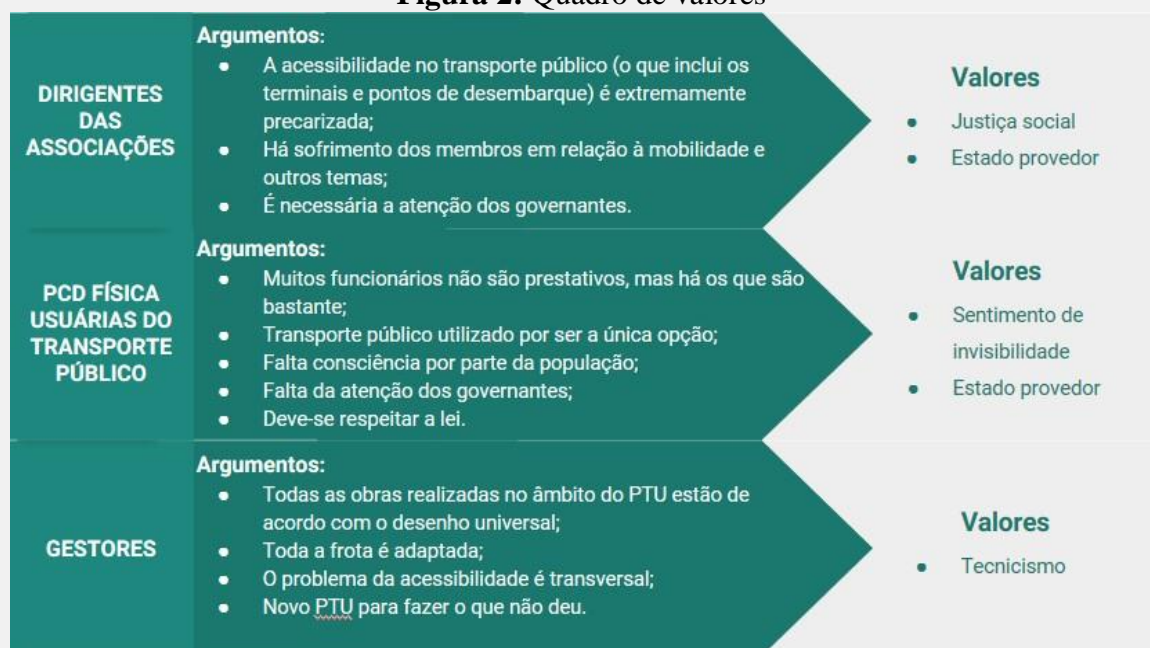 Figura 2: Quadro de valores
DIRIGENTES
DAS
ASSOCIAÇÕES
Argumentos:
● A acessibilidade no transporte público (o que inclui os
terminais e pontos de desembarque) é extremamente
precarizada;
● Há sofrimento dos membros em relação à mobilidade e
outros temas;
● É necessária a atenção dos governantes.
Valores
● Justiça social
● Estado provedor
PCD FÍSICA
USUÁRIAS DO
TRANSPORTE
PÚBLICO
Argumentos:
● Muitos funcionários não são prestativos, mas há os que são
bastante;
● Transporte público utilizado por ser a única opção;
● Falta consciência por parte da população;
● Falta da atenção dos governantes;
● Deve-se respeitar a lei.
Valores
● Sentimento de
invisibilidade
● Estado provedor
GESTORES
Argumentos:
● Todas as obras realizadas no âmbito do PTU estão de
acordo com o desenho universal;
● Toda a frota é adaptada;
● O problema da acessibilidade é transversal;
● Novo PTU para fazer o que não deu.
Valores
● Tecnicismo